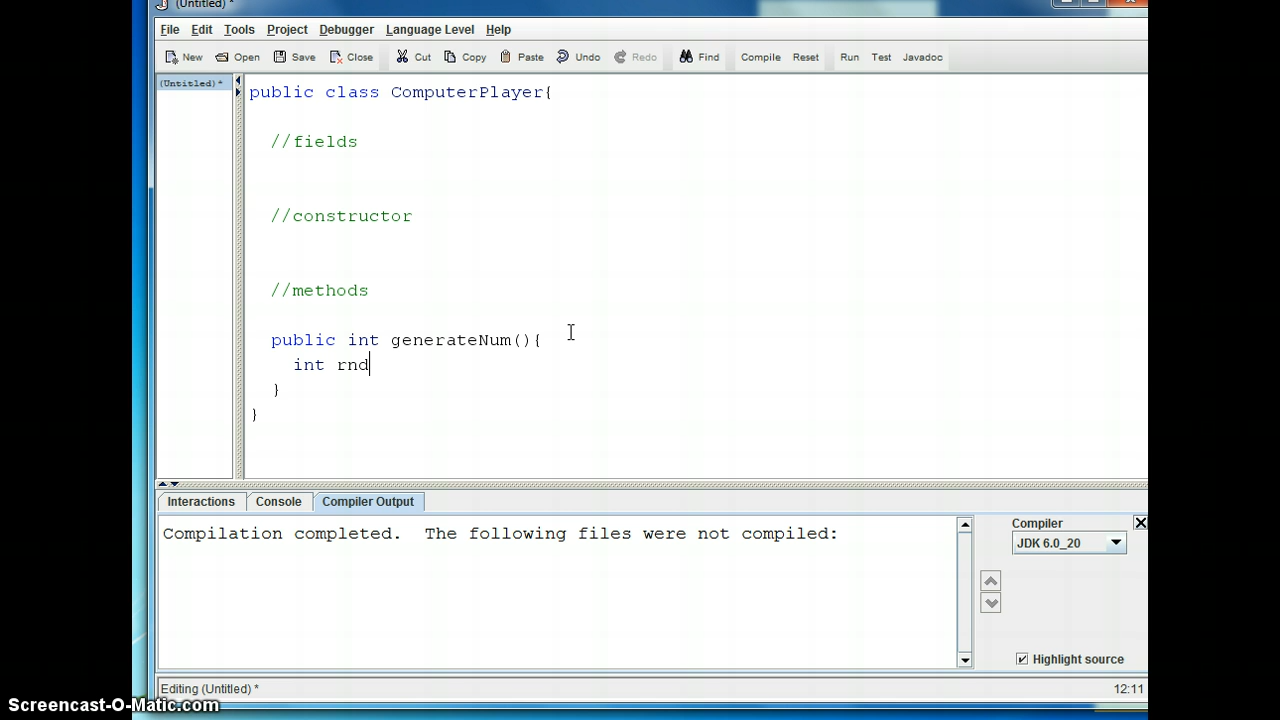 (Untitled) *
File Edit Tools Project Debugger Language Level Help
New Open Save Close Cut Copy Paste Undo Redo Find Compile Reset Run Test Javadoc
(Untitled)*
public class ComputerPlayer{
//fields
//constructor
//methods
public int generateNum(){
int rnd
}
}
Interactions Console Compiler Output
Compilation completed. The following files were not compiled:
Compiler
JDK 6.0_20
Highlight source
Editing (Untitled) *
12:11
Screencast-O-Matic.com